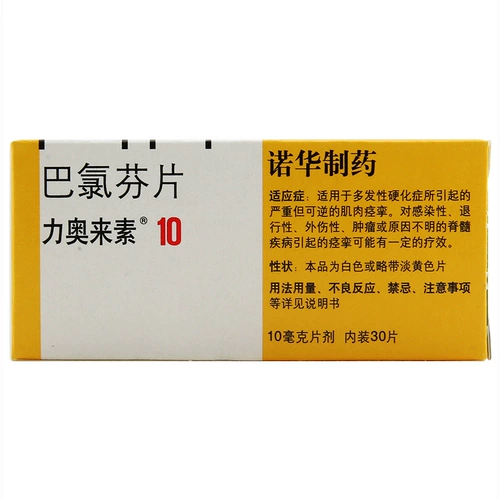 巴氯芬片
力奥来素® 10
诺华制药
适应症：适用于多发性硬化症所引起的
严重但可逆的肌肉痉挛。对感染性、退
行性、外伤性、肿瘤或原因不明的脊髓
疾病引起的痉挛可能有一定的疗效。
性状：本品为白色或略带淡黄色片
用法用量、不良反应、禁忌、注意事项
等详见说明书
10毫克片剂 内装30片